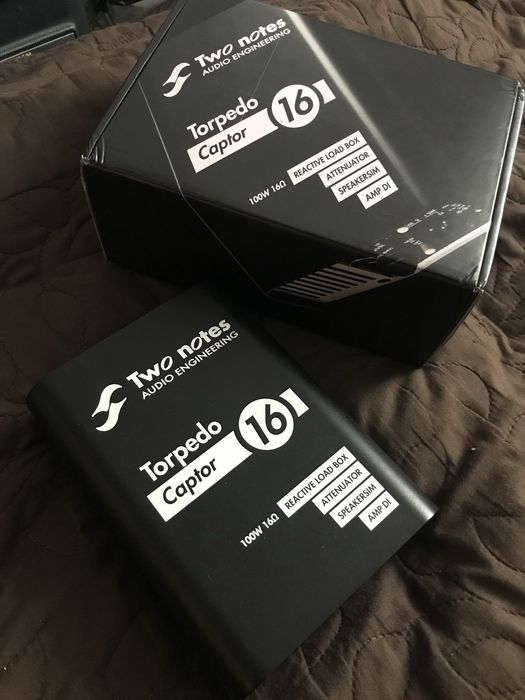 Two notes
AUDIO ENGINEERING
Torpedo
Captor 16
100W 16Ω REACTIVE LOAD BOX
ATTENUATOR
SPEAKERSIM
AMP DI
Two notes
AUDIO ENGINEERING
Torpedo
Captor 16
100W 16Ω REACTIVE LOAD BOX
ATTENUATOR
SPEAKERSIM
AMP DI